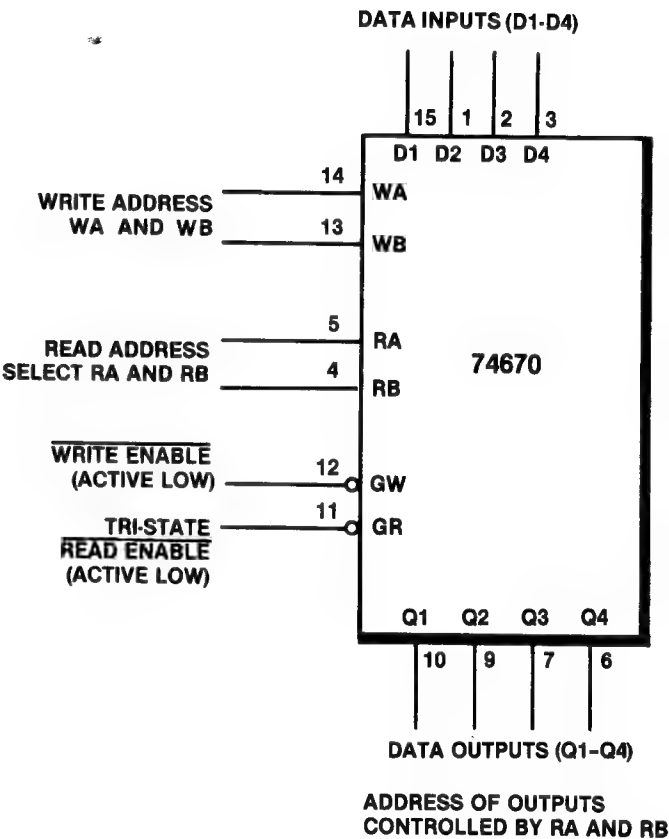 DATA INPUTS (D1-D4)
15 1 2 3
D1 D2 D3 D4
14
WA
WRITE ADDRESS
WA AND WB
13
WB
5
RA
READ ADDRESS
SELECT RA AND RB
4
RB
74670
WRITE ENABLE
(ACTIVE LOW)
12
GW
11
GR
TRI-STATE
READ ENABLE
(ACTIVE LOW)
Q1 Q2 Q3 Q4
10 9 7 6
DATA OUTPUTS (Q1-Q4)
ADDRESS OF OUTPUTS
CONTROLLED BY RA AND RB